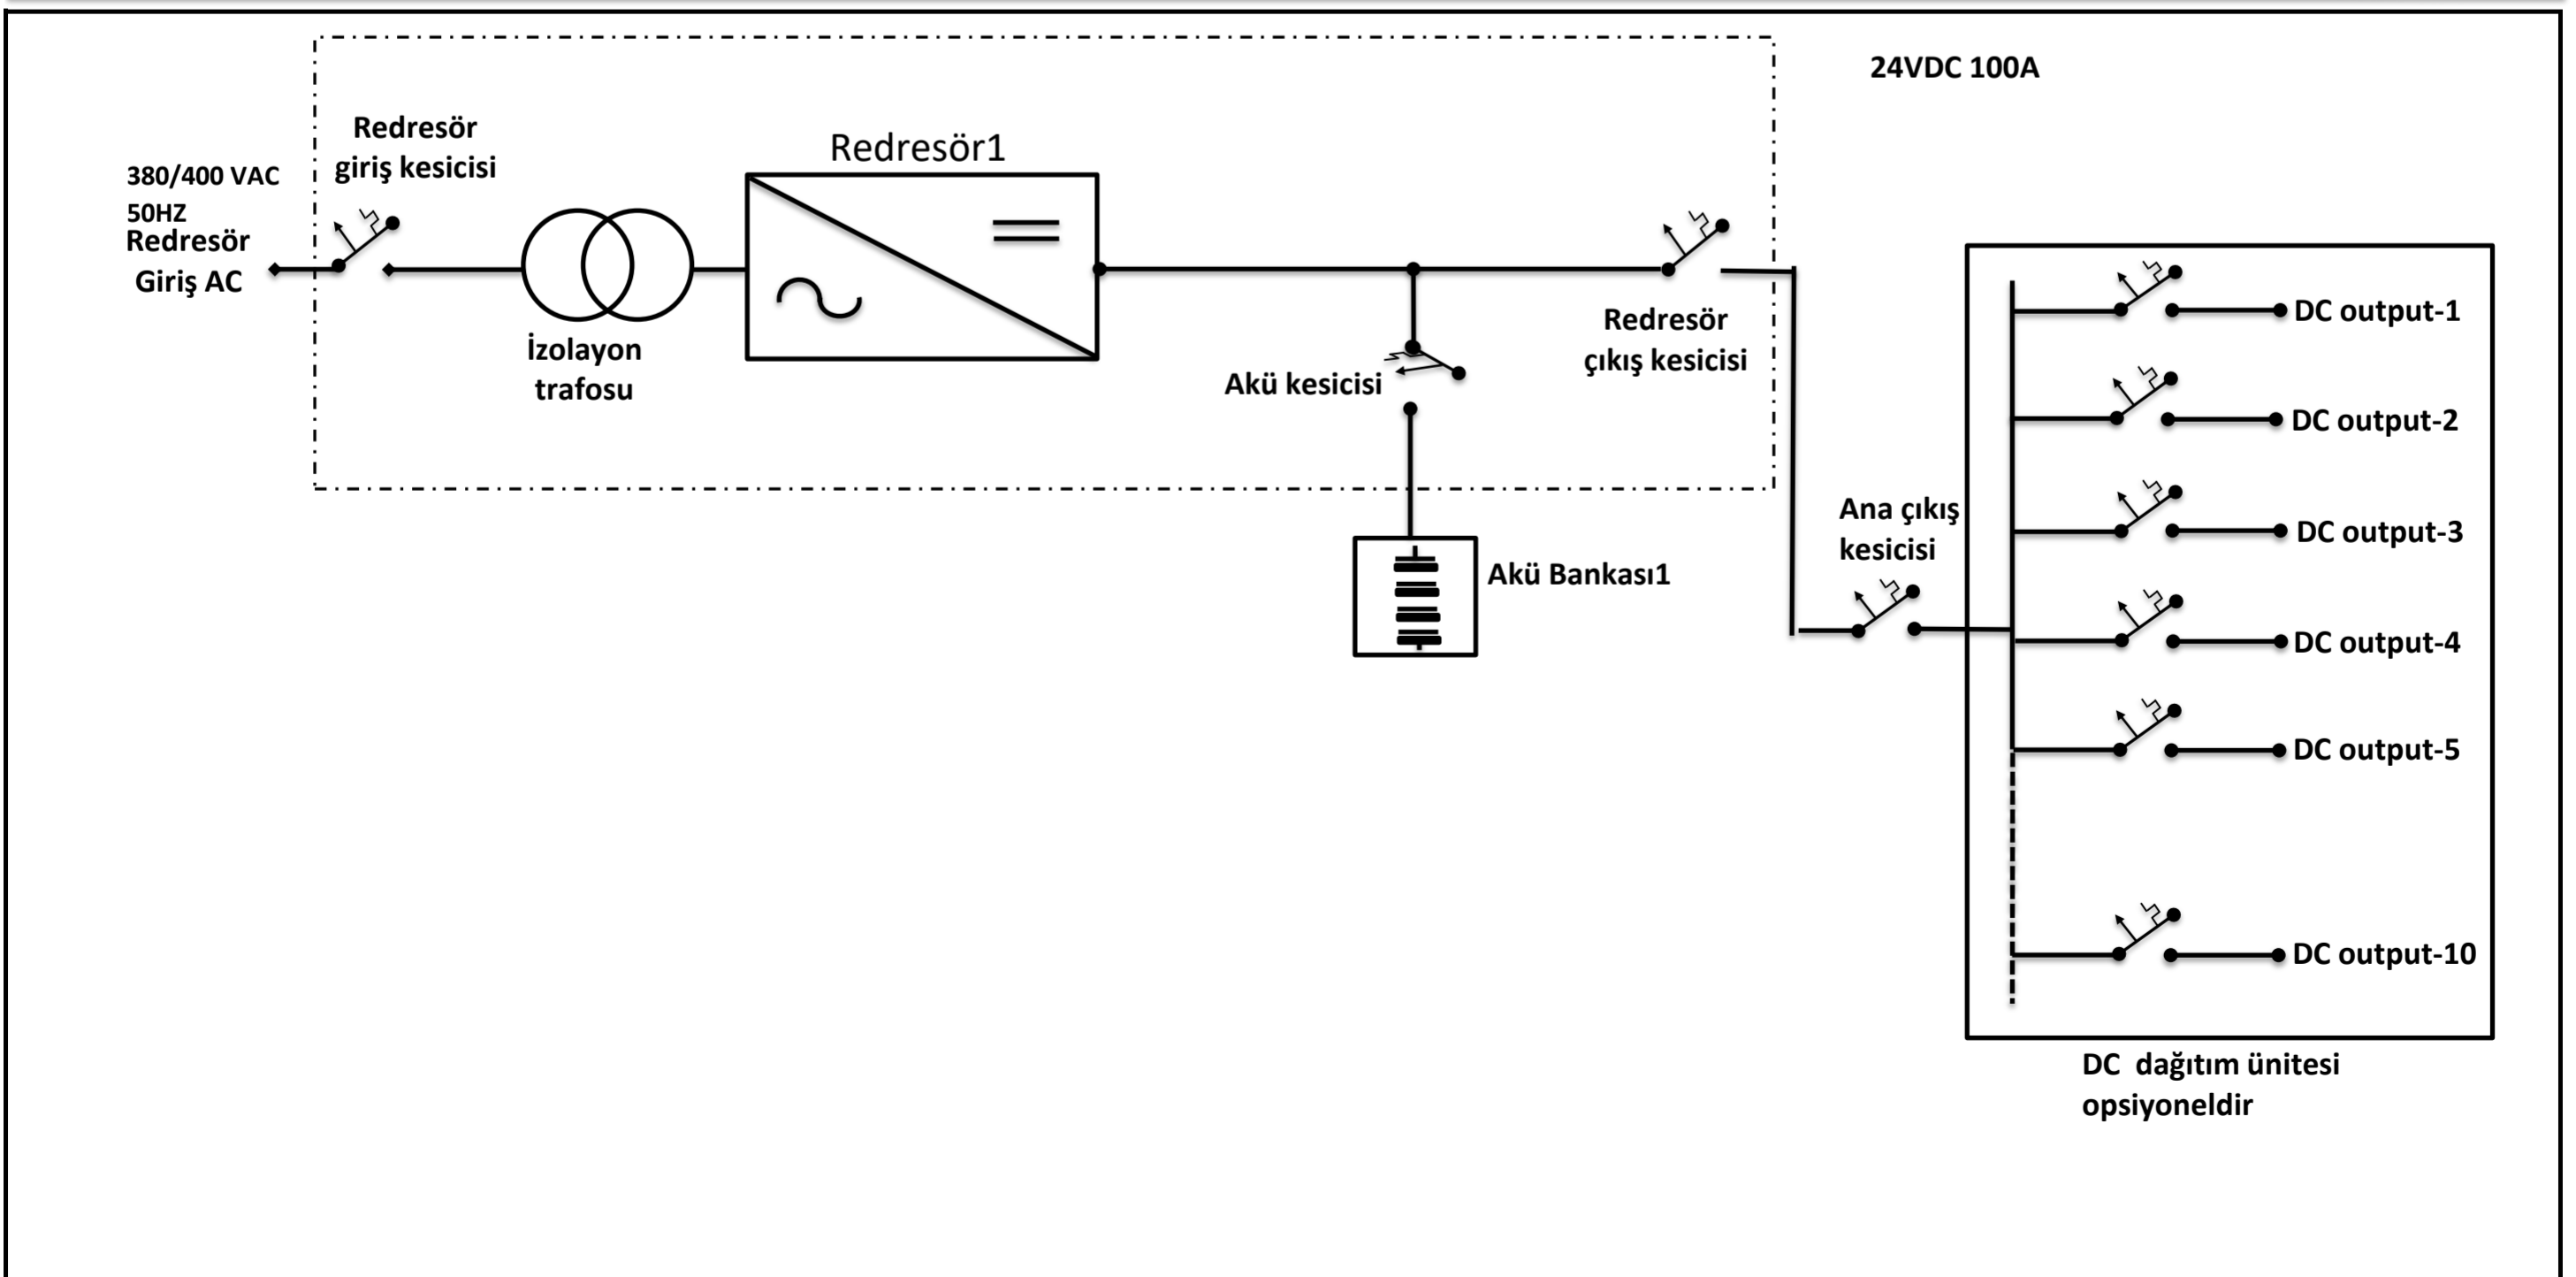 24VDC 100A
Redresör
giriş kesicisi
Redresör1
380/400 VAC
50HZ
Redresör
Giriş AC
İzolayon
trafosu
Redresör
çıkış kesicisi
Akü kesicisi
Akü Bankası1
Ana çıkış
kesicisi
DC output-1
DC output-2
DC output-3
DC output-4
DC output-5
DC output-10
DC dağıtım ünitesi
opsiyoneldir